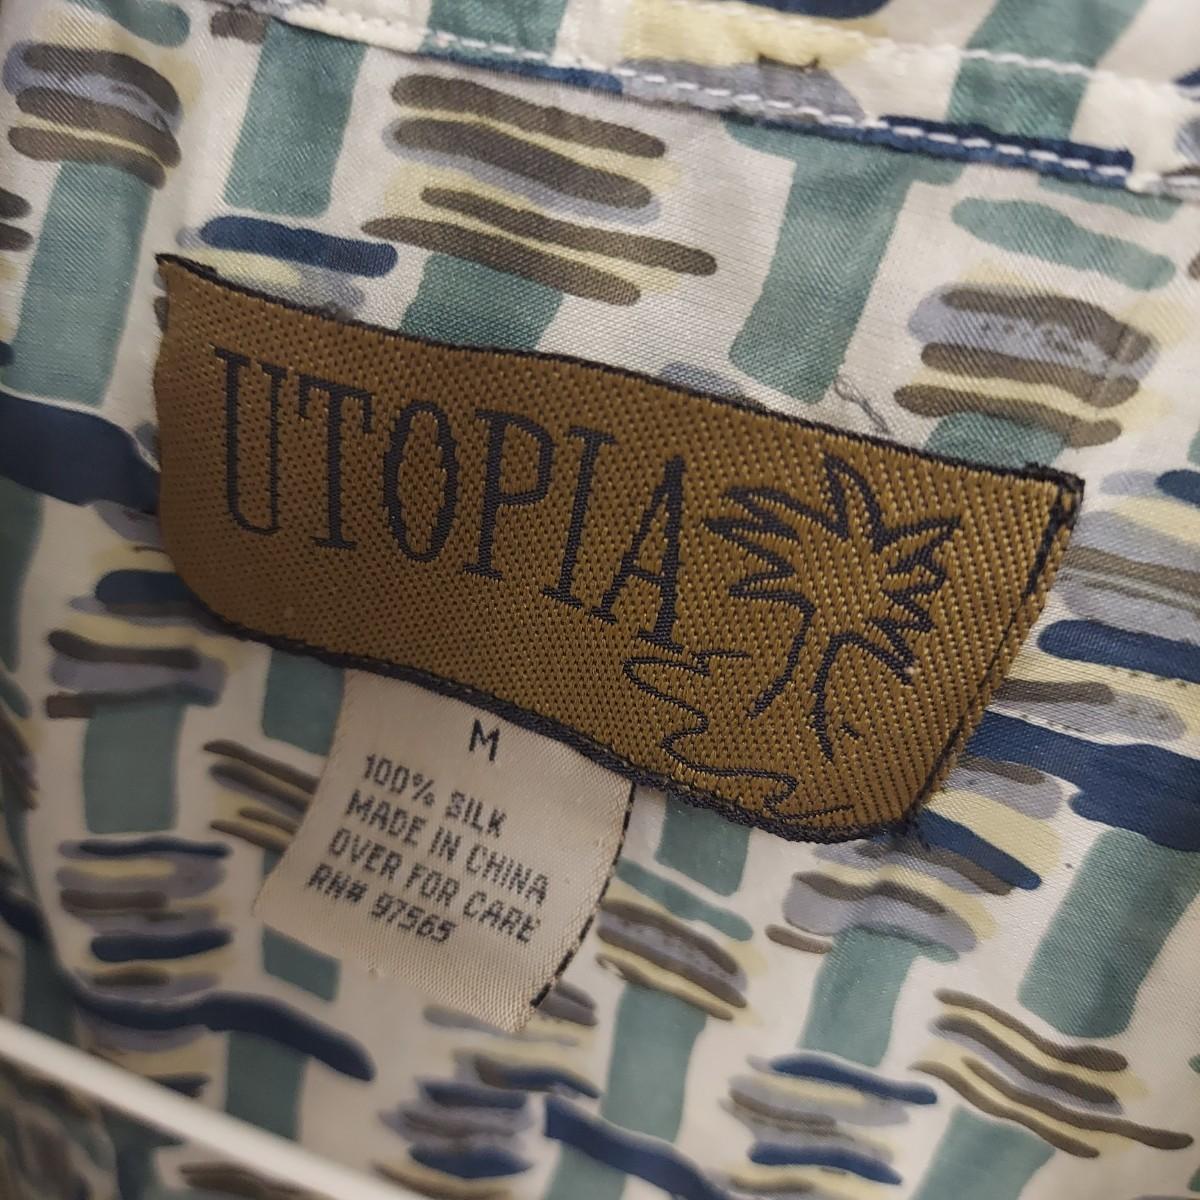 UTOPIA
M
100% SILK
MADE IN CHINA
OVER FOR CARE
RN# 97565